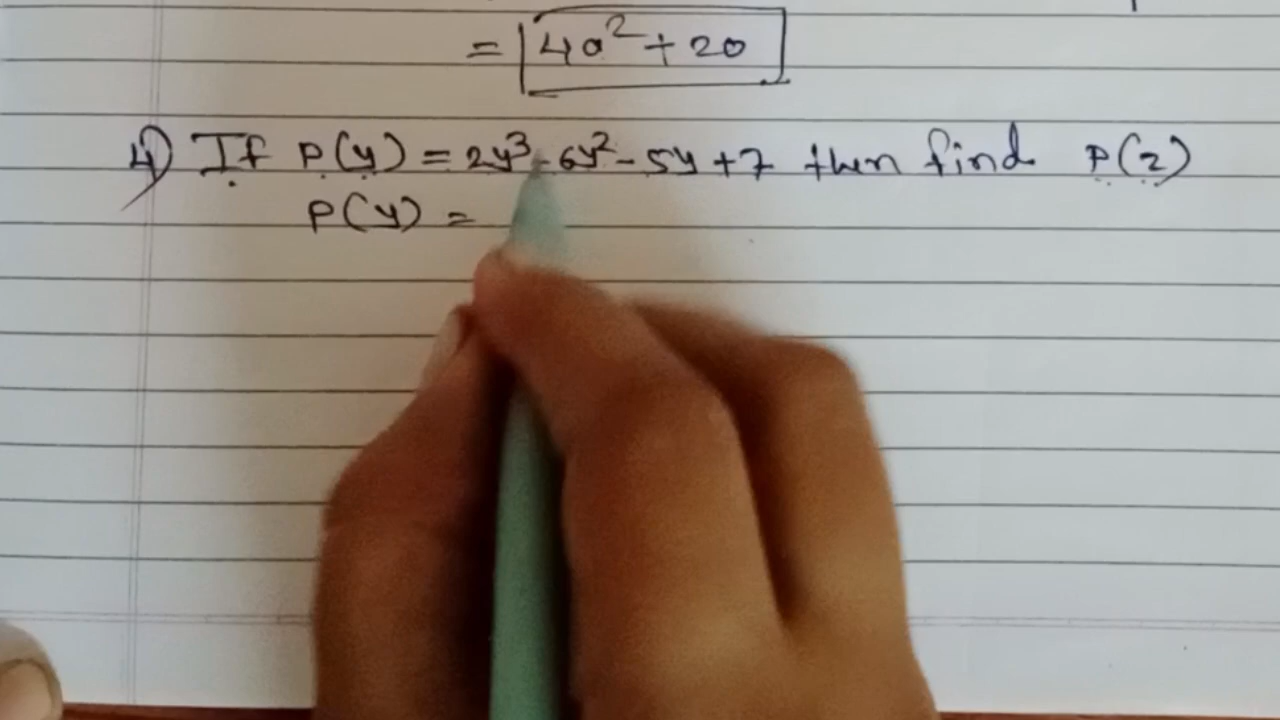 = 4a² + 20
4) If P(y) = 2y³ - 6y² - 5y + 7 then find P(2)
P(y) =